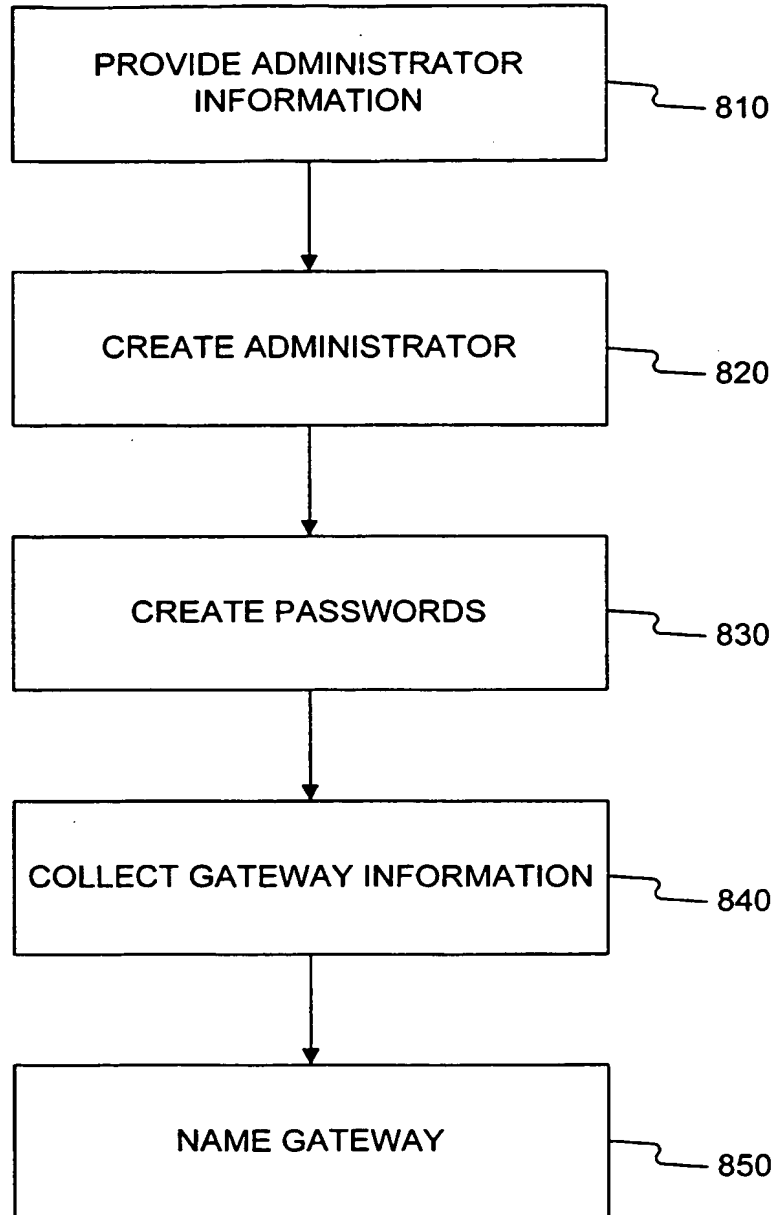 PROVIDE ADMINISTRATOR
INFORMATION
810
CREATE ADMINISTRATOR
820
CREATE PASSWORDS
830
COLLECT GATEWAY INFORMATION
840
NAME GATEWAY
850